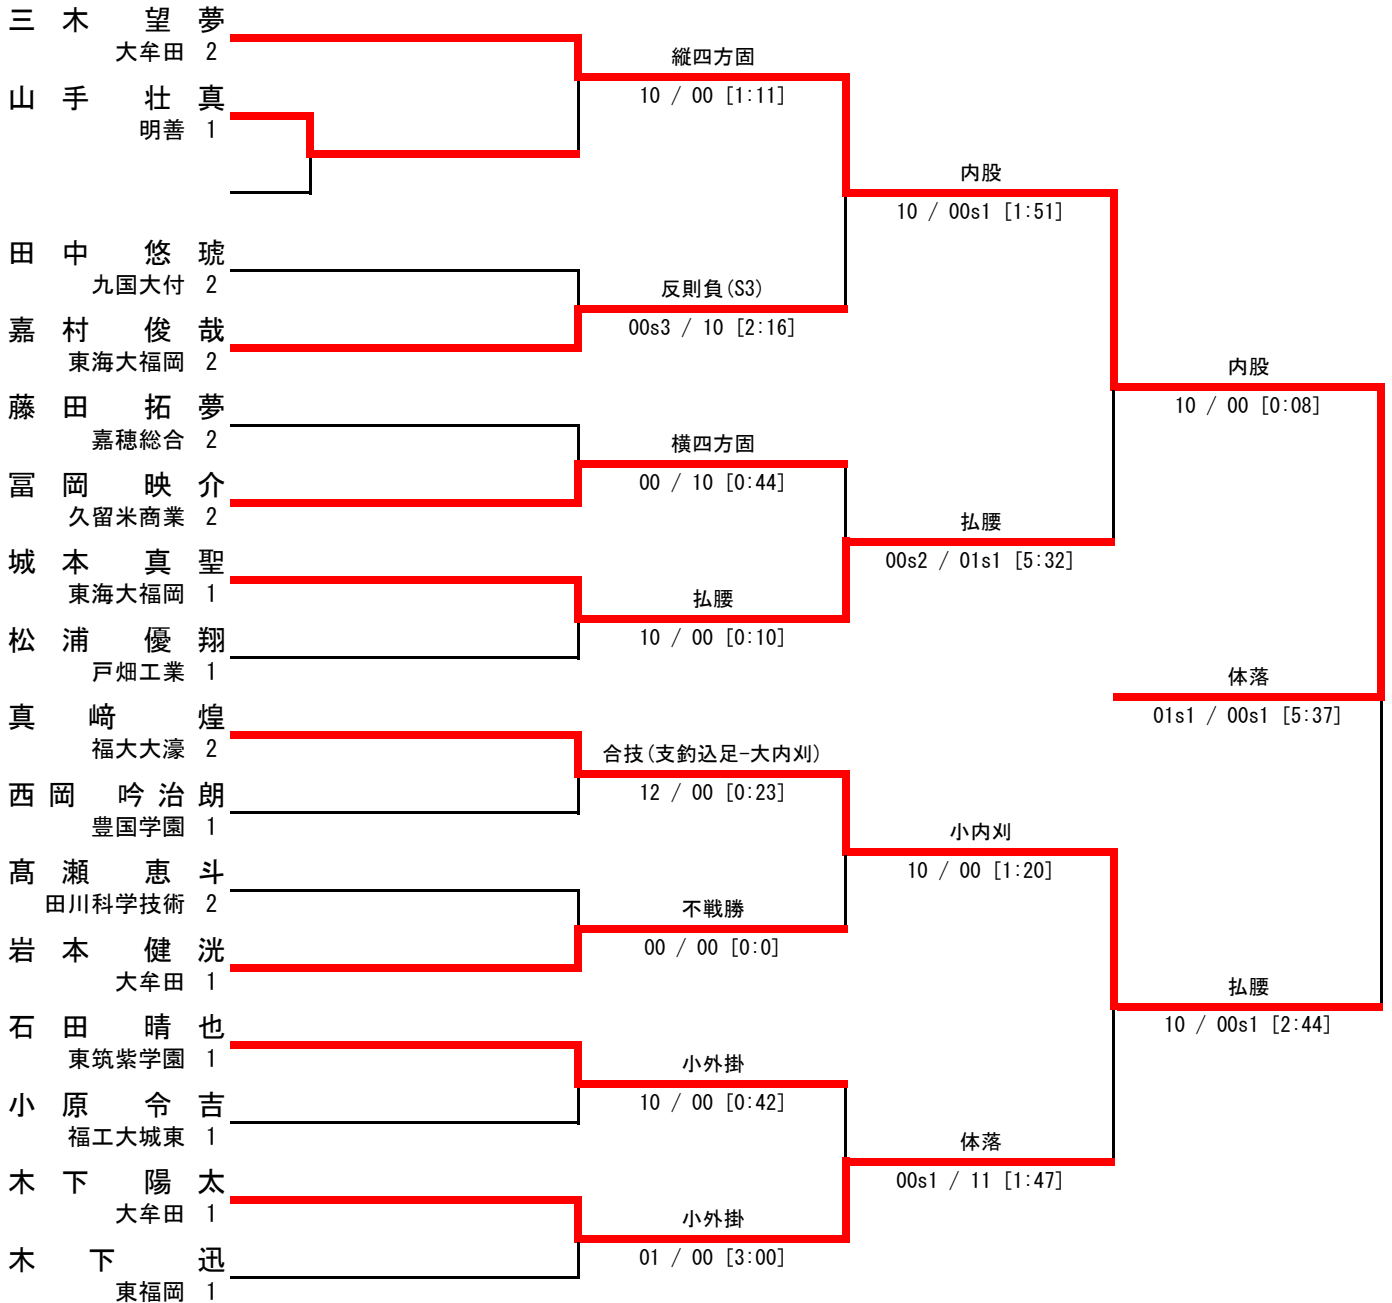 三木 望夢
大牟田 2
山手 壮真
明善 1
田中 悠琥
九国大付 2
嘉村 俊哉
東海大福岡 2
藤田 拓夢
嘉穂総合 2
冨岡 映介
久留米商業 2
城本 真聖
東海大福岡 1
松浦 優翔
戸畑工業 1
真﨑 煌
福大大濠 2
西岡 吟治朗
豊国学園 1
髙瀬 恵斗
田川科学技術 2
岩本 健洸
大牟田 1
石田 晴也
東筑紫学園 1
小原 令吉
福工大城東 1
木下 陽太
大牟田 1
木下 迅
東福岡 1
縦四方固
10 / 00 [1:11]
反則負(S3)
00s3 / 10 [2:16]
横四方固
00 / 10 [0:44]
払腰
10 / 00 [0:10]
合技(支釣込足-大内刈)
12 / 00 [0:23]
不戦勝
00 / 00 [0:0]
小外掛
10 / 00 [0:42]
小外掛
01 / 00 [3:00]
内股
10 / 00s1 [1:51]
払腰
00s2 / 01s1 [5:32]
小内刈
10 / 00 [1:20]
体落
00s1 / 11 [1:47]
内股
10 / 00 [0:08]
払腰
10 / 00s1 [2:44]
体落
01s1 / 00s1 [5:37]